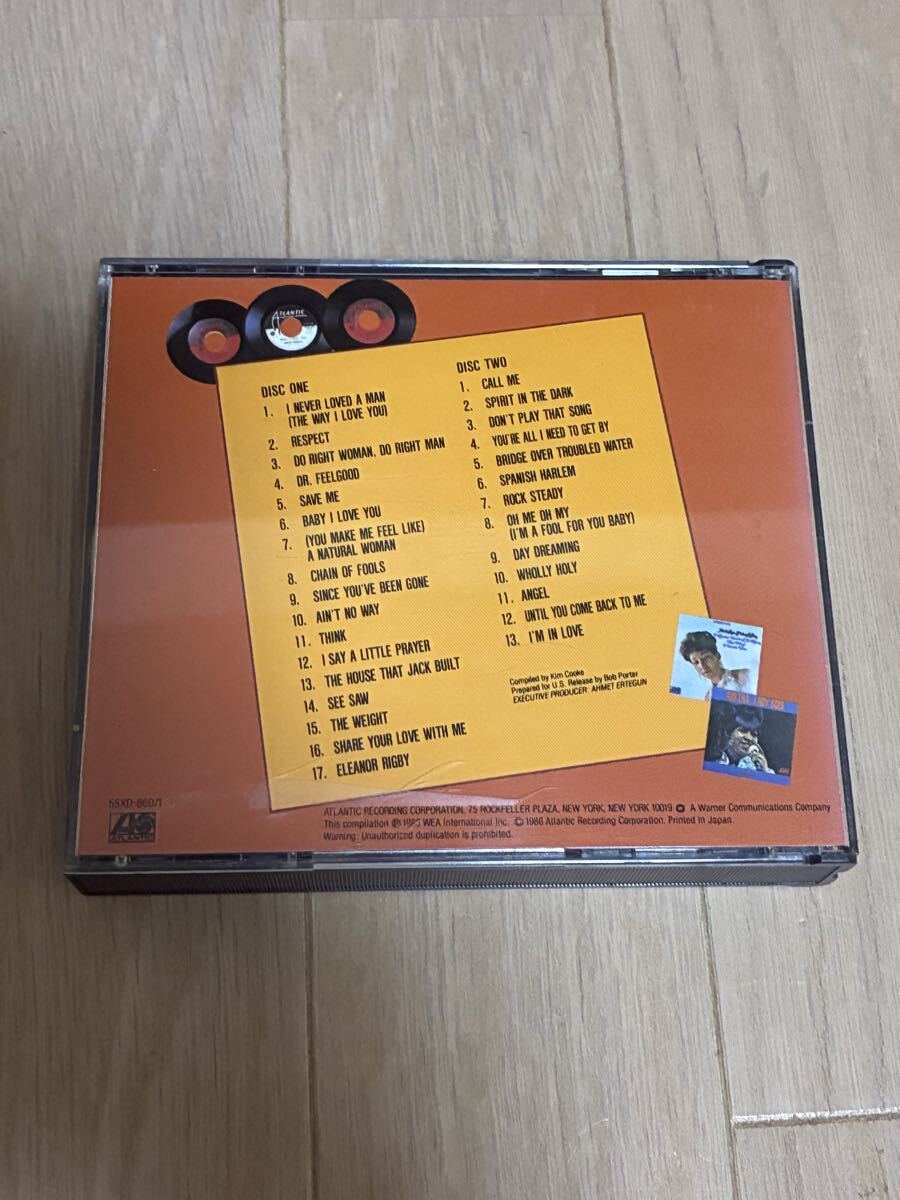 ATLANTIC
DISC ONE
1. I NEVER LOVED A MAN
(THE WAY I LOVE YOU)
2. RESPECT
3. DO RIGHT WOMAN, DO RIGHT MAN
4. DR. FEELGOOD
5. SAVE ME
6. BABY I LOVE YOU
7. (YOU MAKE ME FEEL LIKE)
A NATURAL WOMAN
8. CHAIN OF FOOLS
9. SINCE YOU'VE BEEN GONE
10. AIN'T NO WAY
11. THINK
12. I SAY A LITTLE PRAYER
13. THE HOUSE THAT JACK BUILT
14. SEE SAW
15. THE WEIGHT
16. SHARE YOUR LOVE WITH ME
17. ELEANOR RIGBY
DISC TWO
1. CALL ME
2. SPIRIT IN THE DARK
3. DON'T PLAY THAT SONG
4. YOU'RE ALL I NEED TO GET BY
5. BRIDGE OVER TROUBLED WATER
6. SPANISH HARLEM
7. ROCK STEADY
8. OH ME OH MY
(I'M A FOOL FOR YOU BABY)
9. DAY DREAMING
10. WHOLLY HOLY
11. ANGEL
12. UNTIL YOU COME BACK TO ME
13. I'M IN LOVE
Compiled by Kim Cooke
Prepared for U.S. Release by Bob Porter
EXECUTIVE PRODUCER: AHMET ERTEGUN
LADY SOUL
55XD-860/1
ATLANTIC
ATLANTIC RECORDING CORPORATION, 75 ROCKFELLER PLAZA, NEW YORK, NEW YORK 10019 A Warner Communications Company
This compilation ℗ 1985 WEA International Inc. © 1986 Atlantic Recording Corporation. Printed in Japan.
Warning: Unauthorized duplication is prohibited.